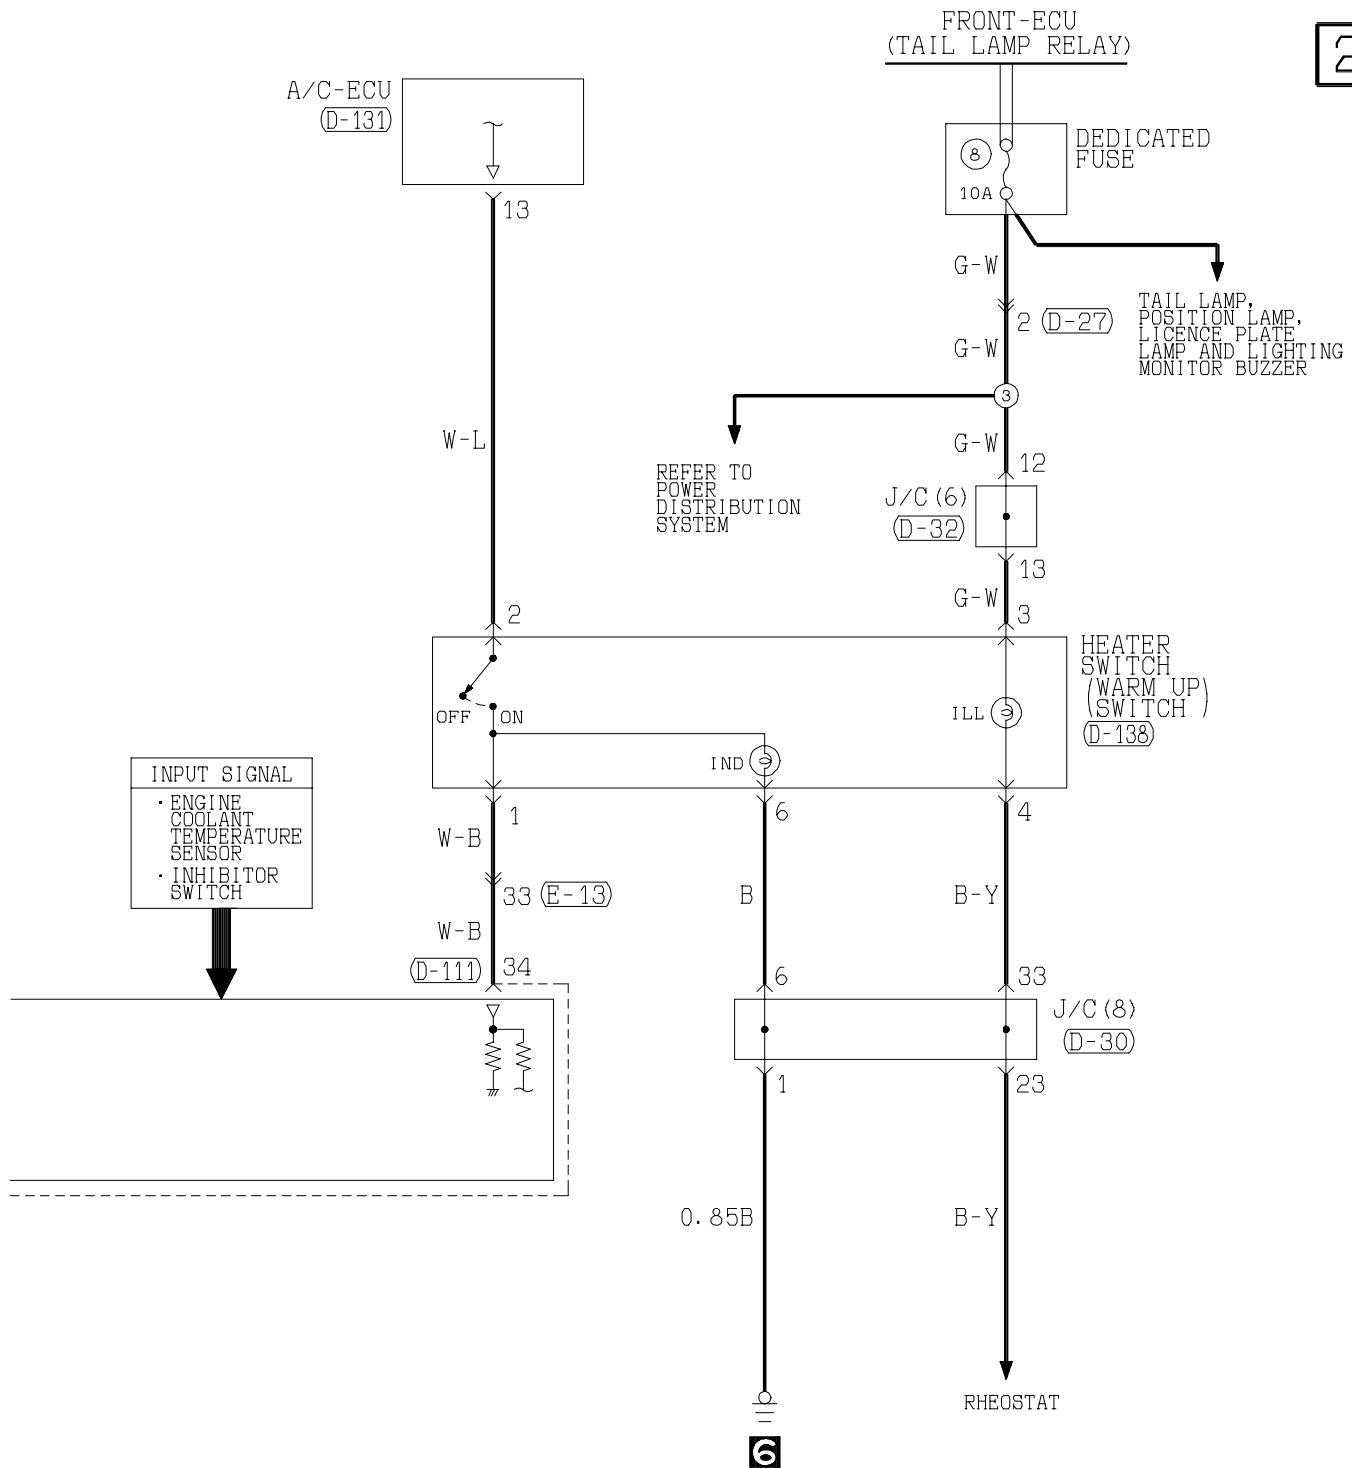 FRONT-ECU
(TAIL LAMP RELAY)
2
A/C-ECU
(D-131)
DEDICATED
FUSE
8
10A
13
G-W
TAIL LAMP,
POSITION LAMP,
LICENCE PLATE
LAMP AND LIGHTING
MONITOR BUZZER
2 (D-27)
G-W
3
W-L
G-W
12
REFER TO
POWER
DISTRIBUTION
SYSTEM
J/C(6)
(D-32)
13
G-W
2
3
HEATER
SWITCH
(WARM UP)
(SWITCH )
(D-138)
OFF
ON
ILL
IND
INPUT SIGNAL
· ENGINE
COOLANT
TEMPERATURE
SENSOR
· INHIBITOR
SWITCH
1
6
4
W-B
33 (E-13)
B
B-Y
W-B
(D-111) 34
6
33
J/C(8)
(D-30)
1
23
0.85B
B-Y
RHEOSTAT
6